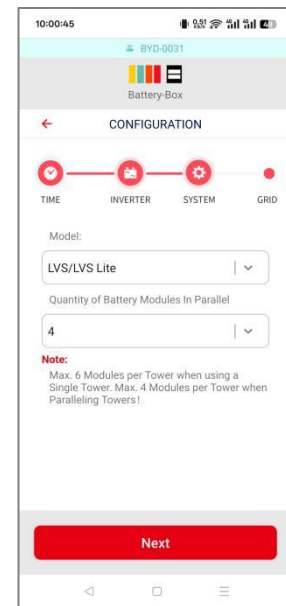 10:00:45
BYD-0031
Battery-Box
CONFIGURATION
TIME INVERTER SYSTEM GRID
Model:
LVS/LVS Lite
Quantity of Battery Modules In Parallel
4
Note:
Max. 6 Modules per Tower when using a
Single Tower. Max. 4 Modules per Tower when
Paralleling Towers!
Next